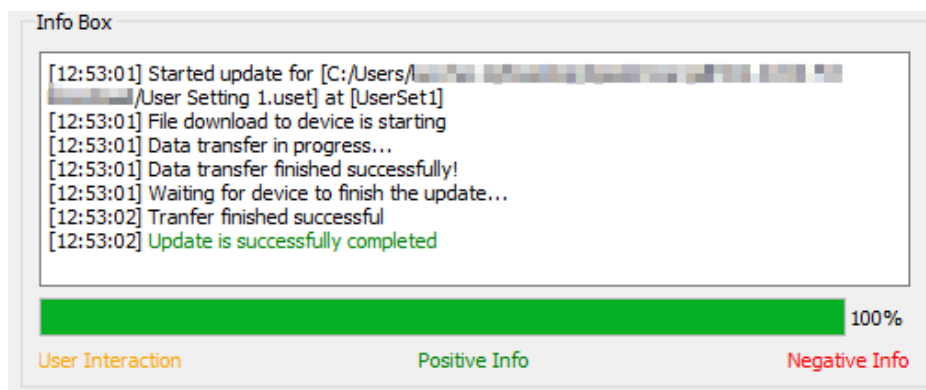 Info Box
[12:53:01] Started update for [C:/Users/
/User Setting 1.uset] at [UserSet1]
[12:53:01] File download to device is starting
[12:53:01] Data transfer in progress...
[12:53:01] Data transfer finished successfully!
[12:53:01] Waiting for device to finish the update...
[12:53:02] Tranfer finished successful
[12:53:02] Update is successfully completed
100%
User Interaction Positive Info Negative Info